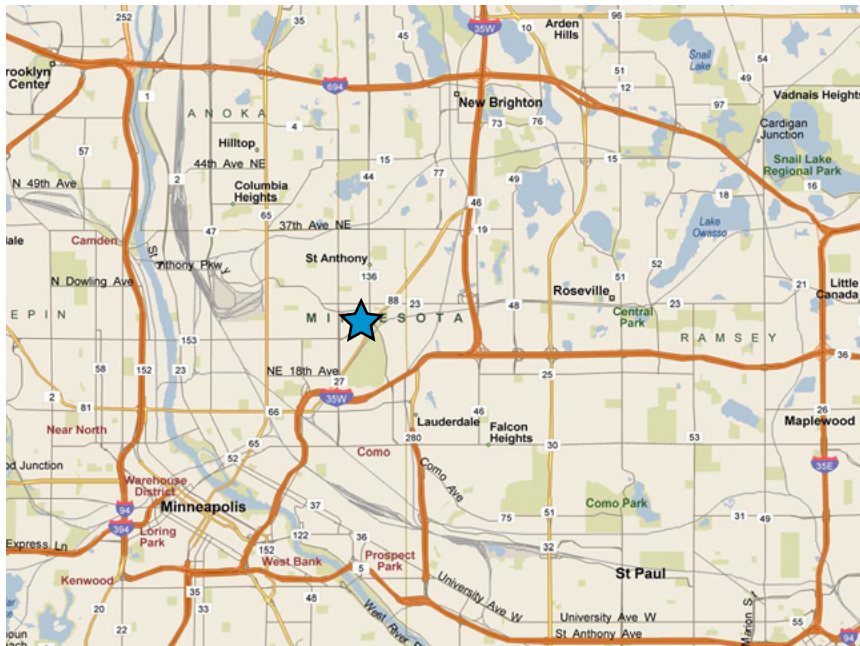 252
35W
10
Arden
Hills
96
45
Snail
Lake
54
51
12
rooklyn
Center
694
35
New Brighton
97
Vadnais Heights
1
ANOKA
4
73
76
Cardigan
Junction
Hilltop
57
15
15
Snail Lake
Regional Park
44th Ave NE
2
44
77
18
16
N 49th Ave
Columbia
Heights
65
46
Lake
Owasso
37th Ave NE
47
19
dale
Camden
St
St Anthony
52
nthony Pkwy
136
51
N Dowling Ave
Roseville
Little
Canada
88
23
48
23
EPIN
MINNESOTA
Central
Park
RAMSEY
153
36
NE 18th Ave
58
152
23
27
25
35W
2
81
66
Lauderdale
46
26
Near North
Falcon
Heights
Maplewood
65
280
30
53
52
Como
od Junction
Como Ave
35E
Warehouse
District
94
Minneapolis
37
Como Park
394
Loring
Park
75
51
31
49
122
36
Express Ln
152
West Bank
Prospect
Park
32
Kenwood
5
St Paul
35
48
University Ave W
20
33
West River
University Ave W
Marion S
55
22
St Anthony Ave
94